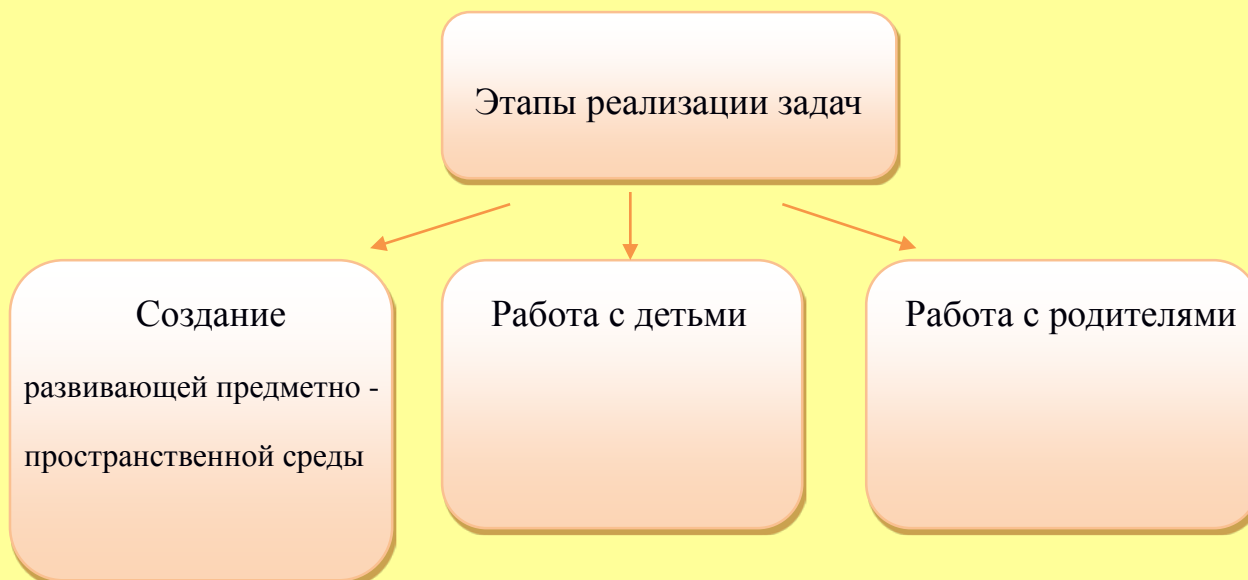 Этапы реализации задач
Создание
развивающей предметно -
пространственной среды
Работа с детьми
Работа с родителями